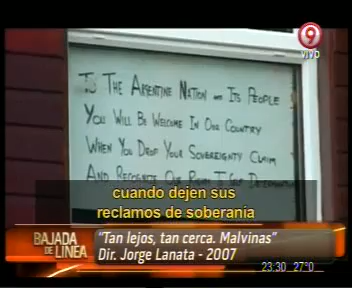 9
VIVO
To The Argentine Nation and Its People
You Will Be Welcome In Our Country
When You Drop Your Sovereignty Claim
And Recognize Our Right To Self Determination
cuando dejen sus
reclamos de soberanía
BAJADA
DE LINEA
"Tan lejos, tan cerca. Malvinas"
Dir. Jorge Lanata - 2007
23:30 27°0